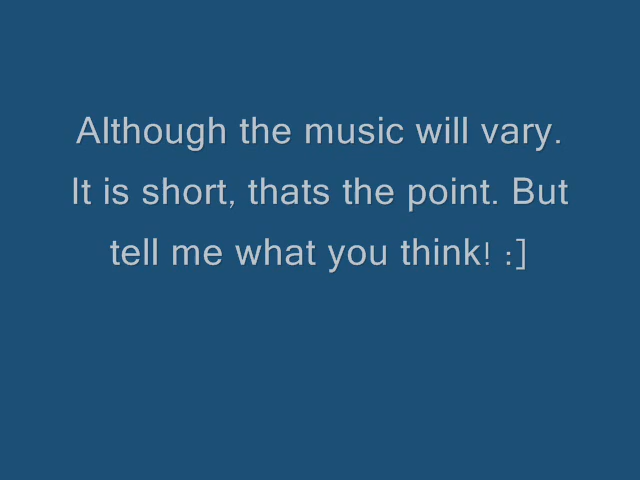 Although the music will vary.
It is short, thats the point. But
tell me what you think! :]